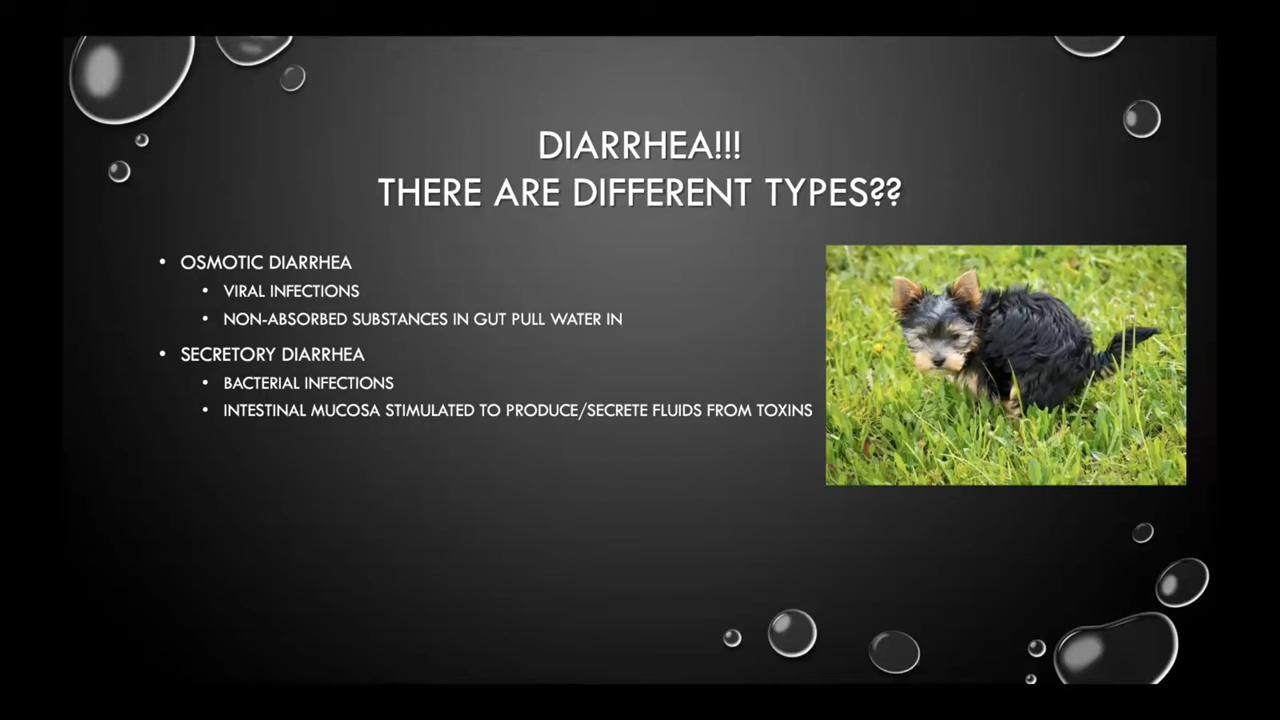 DIARRHEA!!!
THERE ARE DIFFERENT TYPES??
• OSMOTIC DIARRHEA
• VIRAL INFECTIONS
• NON-ABSORBED SUBSTANCES IN GUT PULL WATER IN
• SECRETORY DIARRHEA
• BACTERIAL INFECTIONS
• INTESTINAL MUCOSA STIMULATED TO PRODUCE/SECRETE FLUIDS FROM TOXINS